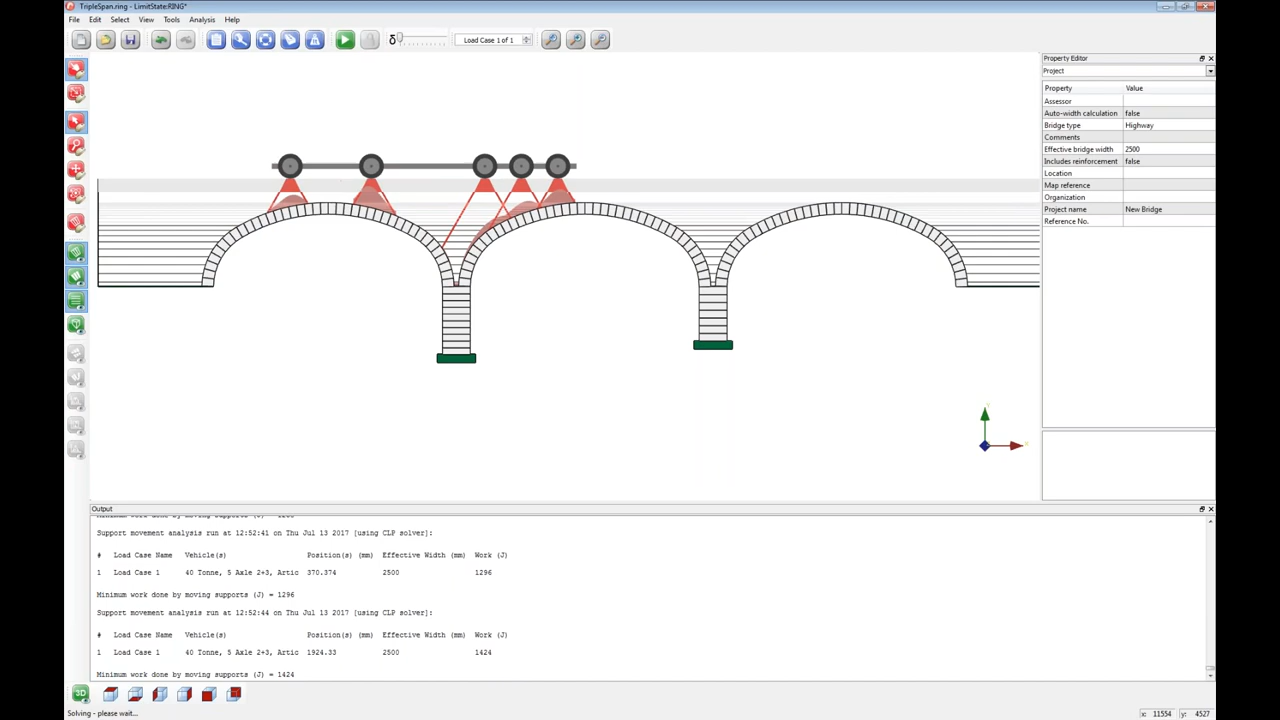 TripleSpan.ring - LimitState:RING*
File Edit Select View Tools Analysis Help
δ Load Case 1 of 1
Property Editor
Project
Property Value
Assessor
Auto-width calculation false
Bridge type Highway
Comments
Effective bridge width 2500
Includes reinforcement false
Location
Map reference
Organization
Project name New Bridge
Reference No.
Output
Support movement analysis run at 12:52:41 on Thu Jul 13 2017 [using CLP solver]:
# Load Case Name Vehicle(s) Position(s) (mm) Effective Width (mm) Work (J)
1 Load Case 1 40 Tonne, 5 Axle 2+3, Artic 370.374 2500 1296
Minimum work done by moving supports (J) = 1296
Support movement analysis run at 12:52:44 on Thu Jul 13 2017 [using CLP solver]:
# Load Case Name Vehicle(s) Position(s) (mm) Effective Width (mm) Work (J)
1 Load Case 1 40 Tonne, 5 Axle 2+3, Artic 1924.33 2500 1424
Minimum work done by moving supports (J) = 1424
3D
Solving - please wait... x: 11554 y: 4527